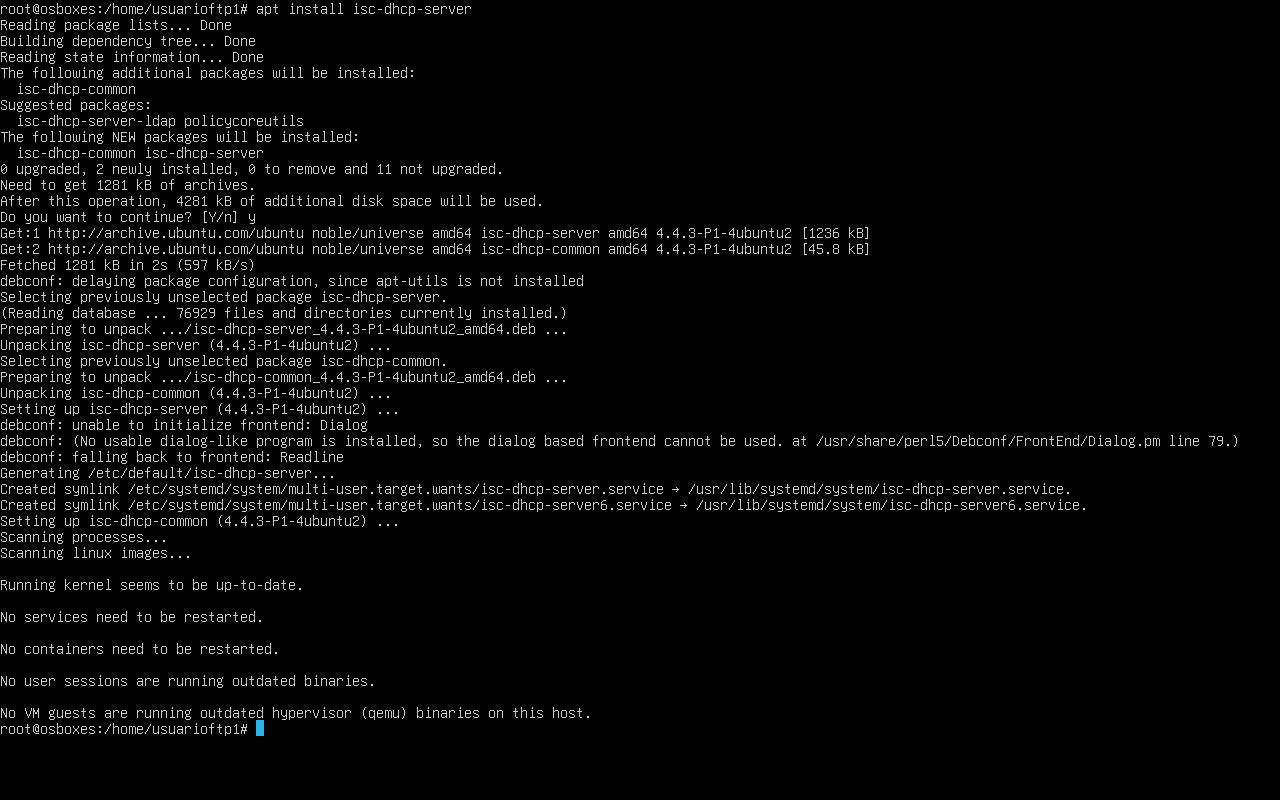 root@osboxes:/home/usuarioftp1# apt install isc-dhcp-server
Reading package lists... Done
Building dependency tree... Done
Reading state information... Done
The following additional packages will be installed:
  isc-dhcp-common
Suggested packages:
  isc-dhcp-server-ldap policycoreutils
The following NEW packages will be installed:
  isc-dhcp-common isc-dhcp-server
0 upgraded, 2 newly installed, 0 to remove and 11 not upgraded.
Need to get 1281 kB of archives.
After this operation, 4281 kB of additional disk space will be used.
Do you want to continue? [Y/n] y
Get:1 http://archive.ubuntu.com/ubuntu noble/universe amd64 isc-dhcp-server amd64 4.4.3-P1-4ubuntu2 [1236 kB]
Get:2 http://archive.ubuntu.com/ubuntu noble/universe amd64 isc-dhcp-common amd64 4.4.3-P1-4ubuntu2 [45.8 kB]
Fetched 1281 kB in 2s (597 kB/s)
debconf: delaying package configuration, since apt-utils is not installed
Selecting previously unselected package isc-dhcp-server.
(Reading database ... 76929 files and directories currently installed.)
Preparing to unpack .../isc-dhcp-server_4.4.3-P1-4ubuntu2_amd64.deb ...
Unpacking isc-dhcp-server (4.4.3-P1-4ubuntu2) ...
Selecting previously unselected package isc-dhcp-common.
Preparing to unpack .../isc-dhcp-common_4.4.3-P1-4ubuntu2_amd64.deb ...
Unpacking isc-dhcp-common (4.4.3-P1-4ubuntu2) ...
Setting up isc-dhcp-server (4.4.3-P1-4ubuntu2) ...
debconf: unable to initialize frontend: Dialog
debconf: (No usable dialog-like program is installed, so the dialog based frontend cannot be used. at /usr/share/perl5/Debconf/FrontEnd/Dialog.pm line 79.)
debconf: falling back to frontend: Readline
Generating /etc/default/isc-dhcp-server...
Created symlink /etc/systemd/system/multi-user.target.wants/isc-dhcp-server.service → /usr/lib/systemd/system/isc-dhcp-server.service.
Created symlink /etc/systemd/system/multi-user.target.wants/isc-dhcp-server6.service → /usr/lib/systemd/system/isc-dhcp-server6.service.
Setting up isc-dhcp-common (4.4.3-P1-4ubuntu2) ...
Scanning processes...
Scanning linux images...
Running kernel seems to be up-to-date.
No services need to be restarted.
No containers need to be restarted.
No user sessions are running outdated binaries.
No VM guests are running outdated hypervisor (qemu) binaries on this host.
root@osboxes:/home/usuarioftp1#